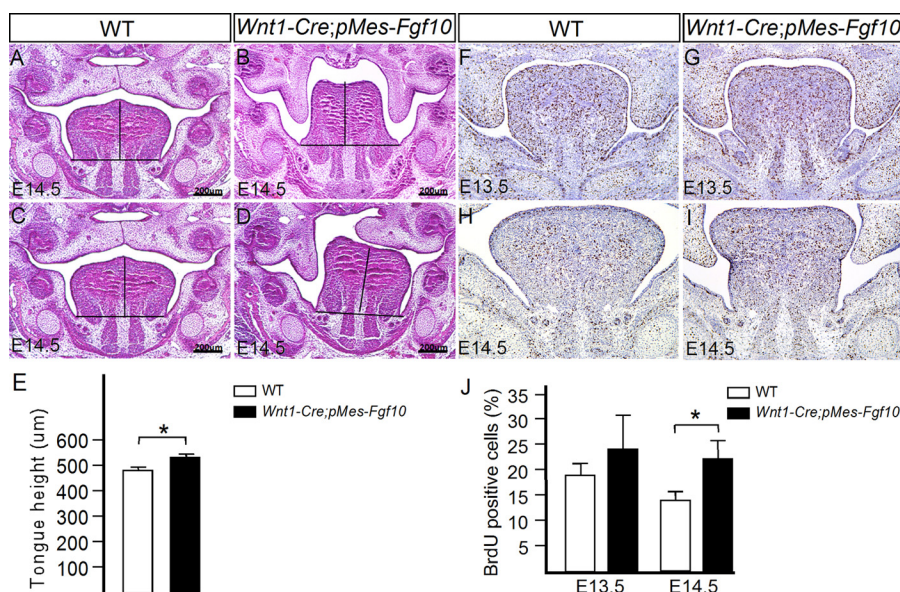 WT
Wnt1-Cre;pMes-Fgf10
WT
Wnt1-Cre;pMes-Fgf10
A
E14.5
200um
B
E14.5
200um
F
E13.5
G
E13.5
C
E14.5
200um
D
E14.5
200um
H
E14.5
I
E14.5
E
WT
Wnt1-Cre;pMes-Fgf10
Tongue height (um)
600
500
400
300
200
100
*
J
WT
Wnt1-Cre;pMes-Fgf10
BrdU positive cells (%)
35
30
25
20
15
10
5
*
E13.5
E14.5